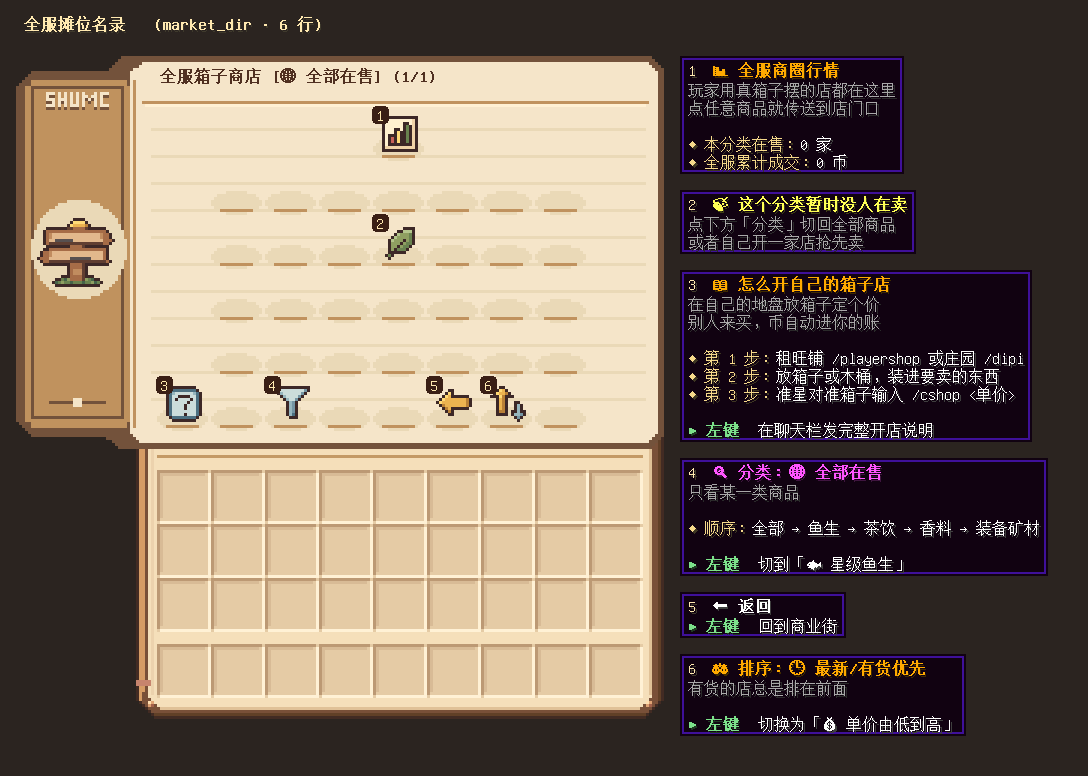 全服摊位名录 (market_dir · 6 行)
SHUMC
全服箱子商店 [全部在售] (1/1)
1
2
3
4
5
6
1 全服商圈行情
玩家用真箱子摆的店都在这里
点任意商品就传送到店门口
◆ 本分类在售：0 家
◆ 全服累计成交：0 币
2 这个分类暂时没人在卖
点下方「分类」切回全部商品
或者自己开一家店抢先卖
3 怎么开自己的箱子店
在自己的地盘放箱子定个价
别人来买，币自动进你的账
◆ 第 1 步：租旺铺 /playershop 或庄园 /dipi
◆ 第 2 步：放箱子或木桶，装进要卖的东西
◆ 第 3 步：准星对准箱子输入 /cshop <单价>
▶ 左键 在聊天栏发完整开店说明
4 分类：全部在售
只看某一类商品
◆ 顺序：全部 → 鱼生 → 茶饮 → 香料 → 装备矿材
▶ 左键 切到「星级鱼生」
5 返回
▶ 左键 回到商业街
6 排序：最新/有货优先
有货的店总是排在前面
▶ 左键 切换为「单价由低到高」